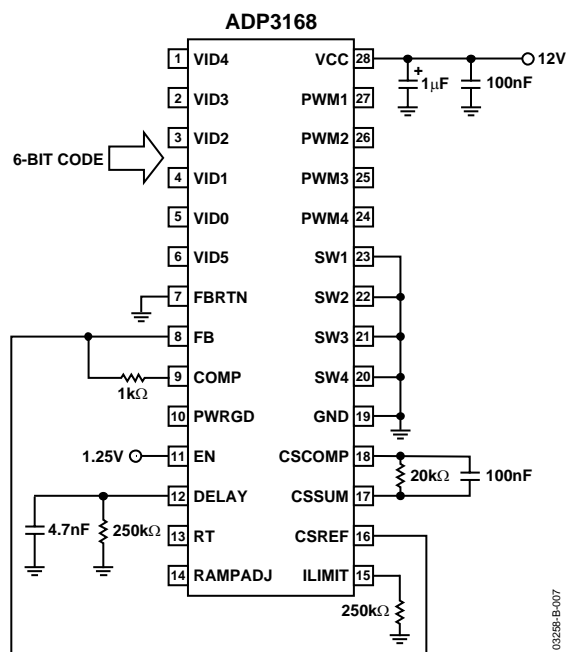 ADP3168
1 VID4 VCC 28 12V
+ 1μF 100nF
2 VID3 PWM1 27
3 VID2 PWM2 26
6-BIT CODE
4 VID1 PWM3 25
5 VID0 PWM4 24
6 VID5 SW1 23
7 FBRTN SW2 22
8 FB SW3 21
9 COMP SW4 20
1kΩ
10 PWRGD GND 19
1.25V 11 EN CSCOMP 18
20kΩ 100nF
12 DELAY CSSUM 17
4.7nF 250kΩ
13 RT CSREF 16
14 RAMPADJ ILIMIT 15
250kΩ
03258-B-007